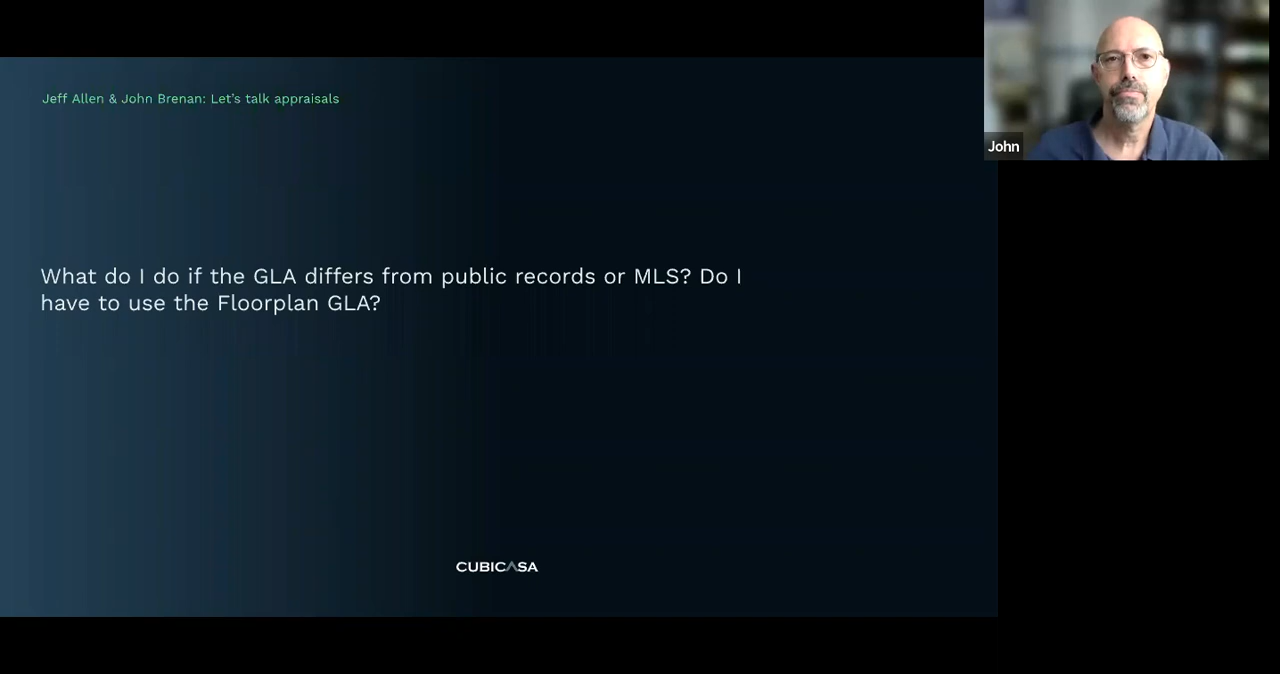 Jeff Allen & John Brenan: Let's talk appraisals
John
What do I do if the GLA differs from public records or MLS? Do I
have to use the Floorplan GLA?
CUBICASA